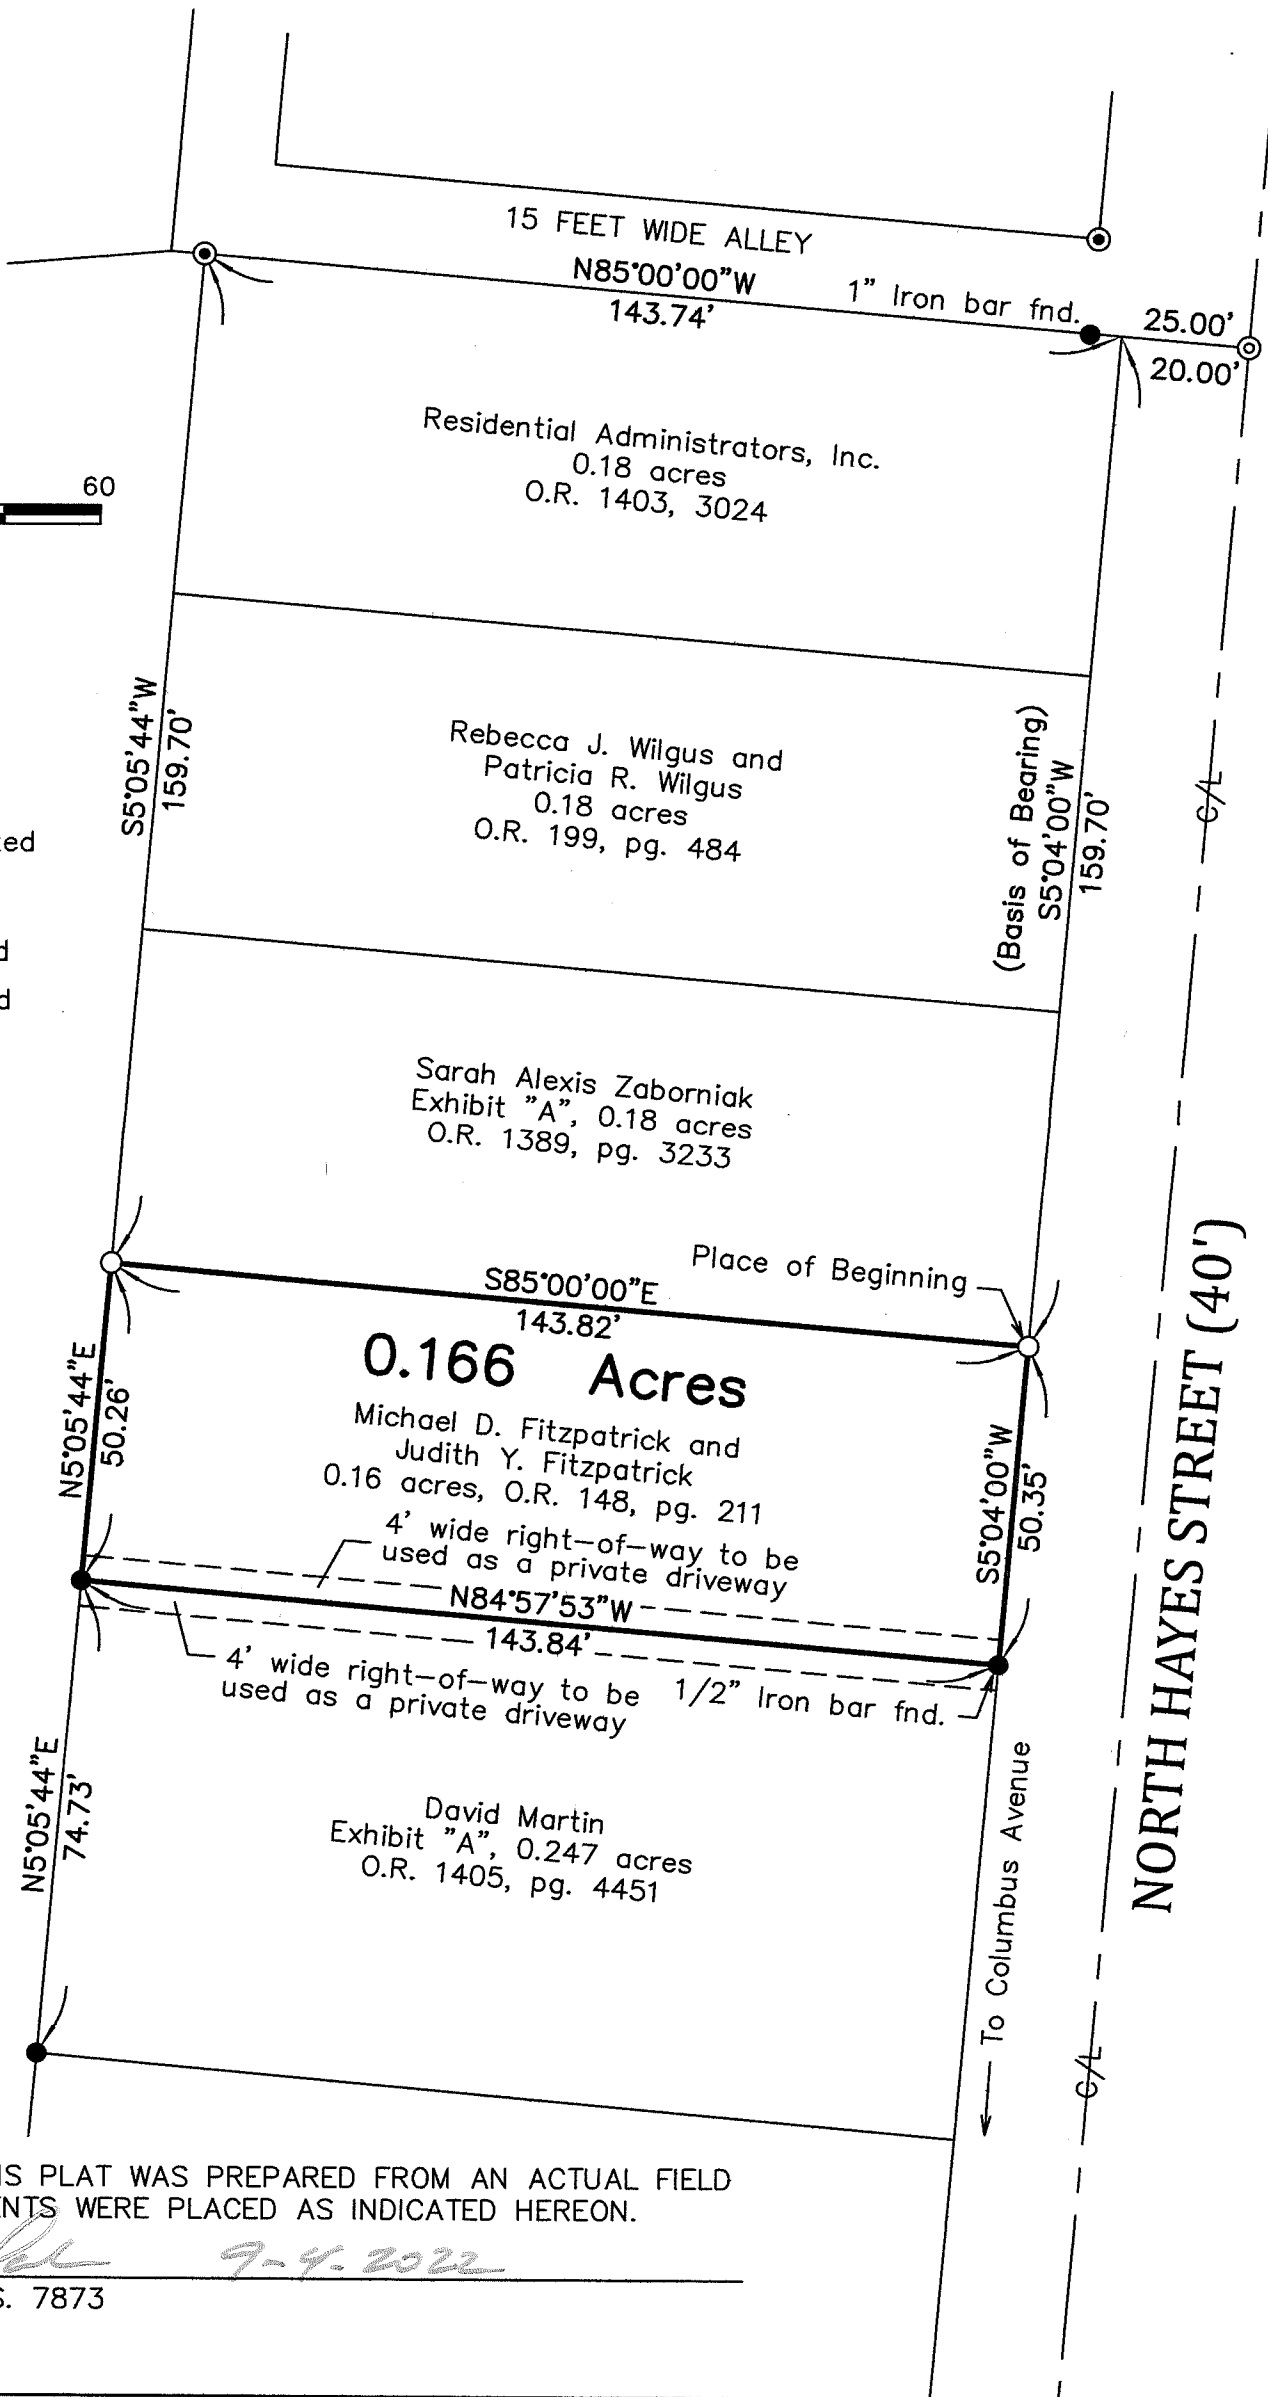 15 FEET WIDE ALLEY
N85°00'00"W
143.74'
1" Iron bar fnd.
25.00'
20.00'
Residential Administrators, Inc.
0.18 acres
O.R. 1403, 3024
60
S5°05'44"W
159.70'
Rebecca J. Wilgus and
Patricia R. Wilgus
0.18 acres
O.R. 199, pg. 484
(Basis of Bearing)
S5°04'00"W
159.70'
C/L
Sarah Alexis Zaborniak
Exhibit "A", 0.18 acres
O.R. 1389, pg. 3233
Place of Beginning
S85°00'00"E
143.82'
0.166 Acres
Michael D. Fitzpatrick and
Judith Y. Fitzpatrick
0.16 acres, O.R. 148, pg. 211
N5°05'44"E
50.26'
S5°04'00"W
50.35'
4' wide right-of-way to be
used as a private driveway
N84°57'53"W
143.84'
4' wide right-of-way to be
used as a private driveway
1/2" Iron bar fnd.
NORTH HAYES STREET (40')
N5°05'44"E
74.73'
David Martin
Exhibit "A", 0.247 acres
O.R. 1405, pg. 4451
To Columbus Avenue
C/L
IS PLAT WAS PREPARED FROM AN ACTUAL FIELD
ENTS WERE PLACED AS INDICATED HEREON.
9-4-2022
S. 7873